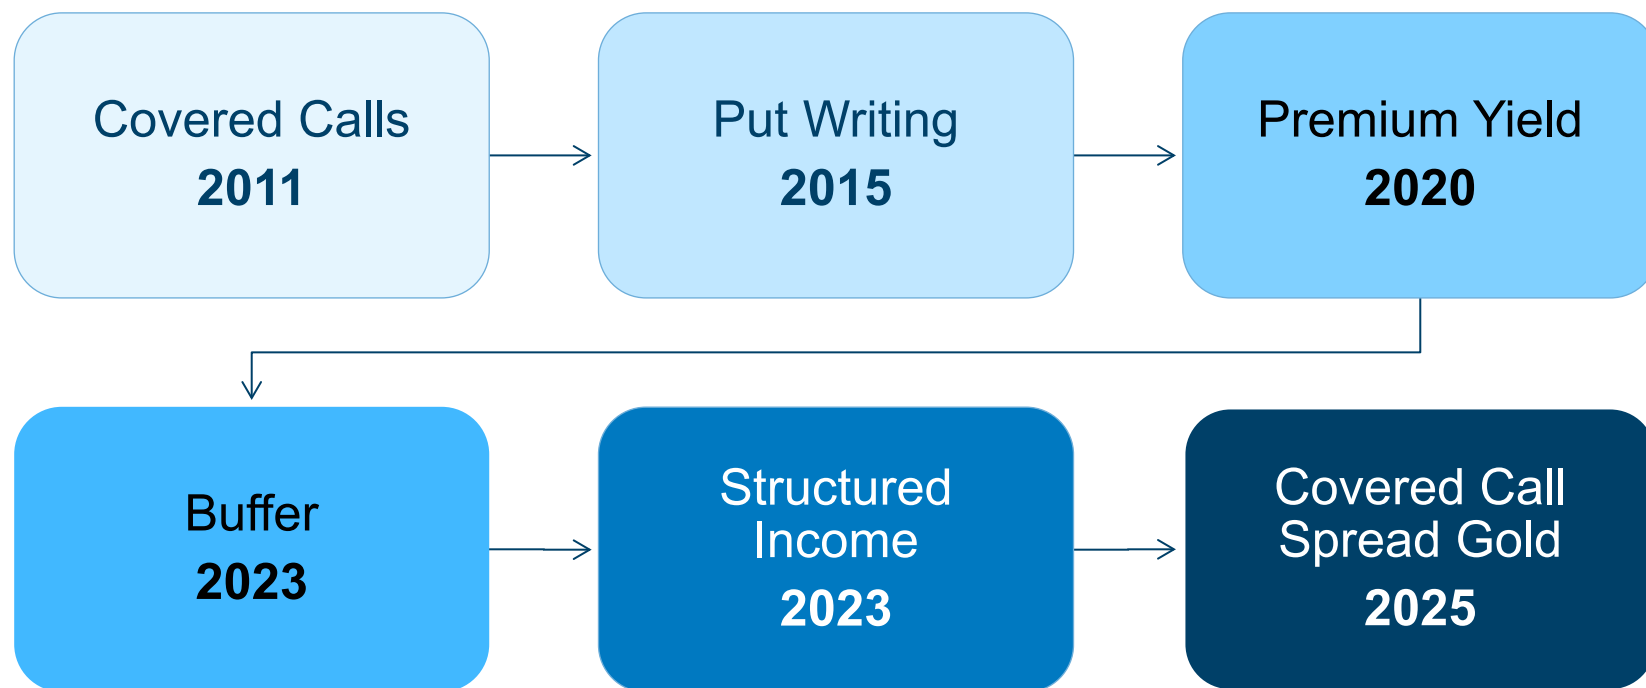 Covered Calls
2011
Put Writing
2015
Premium Yield
2020
Buffer
2023
Structured
Income
2023
Covered Call
Spread Gold
2025